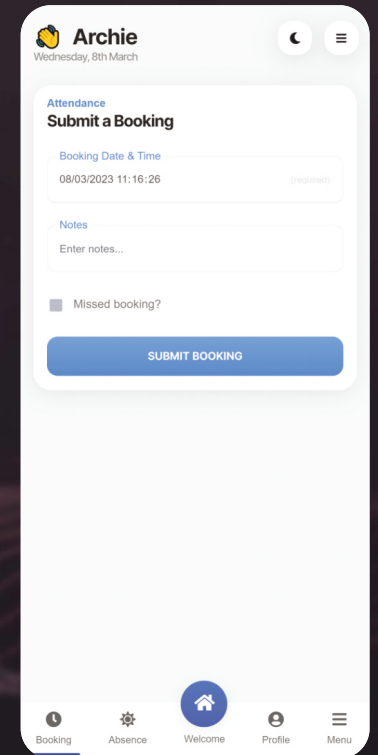 Archie
Wednesday, 8th March
Attendance
Submit a Booking
Booking Date & Time
08/03/2023 11:16:26 (required)
Notes
Enter notes...
Missed booking?
SUBMIT BOOKING
Booking Absence Welcome Profile Menu